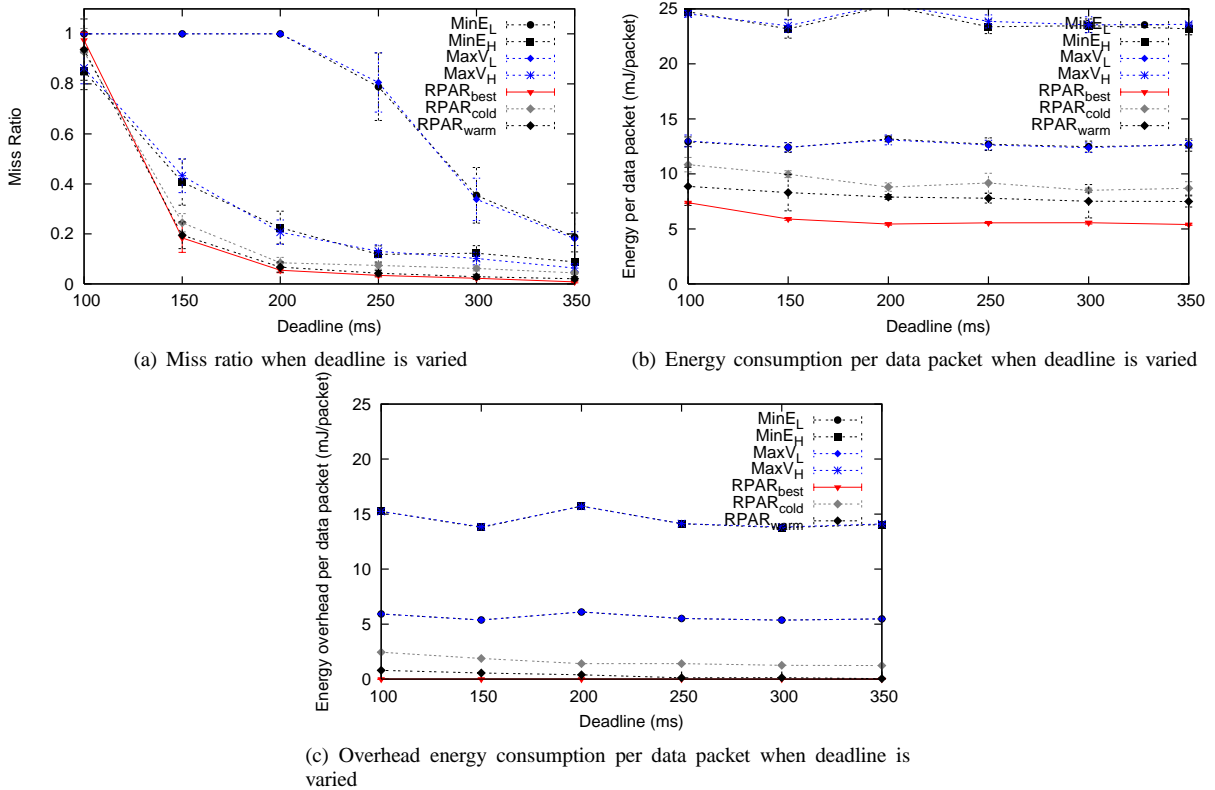 Miss Ratio
1
0.8
0.6
0.4
0.2
0
100 150 200 250 300 350
Deadline (ms)
MinE_L
MinE_H
MaxV_L
MaxV_H
RPAR_best
RPAR_cold
RPAR_warm
(a) Miss ratio when deadline is varied
Energy per data packet (mJ/packet)
25
20
15
10
5
0
100 150 200 250 300 350
Deadline (ms)
MinE_L
MinE_H
MaxV_L
MaxV_H
RPAR_best
RPAR_cold
RPAR_warm
(b) Energy consumption per data packet when deadline is varied
Energy overhead per data packet (mJ/packet)
25
20
15
10
5
0
100 150 200 250 300 350
Deadline (ms)
MinE_L
MinE_H
MaxV_L
MaxV_H
RPAR_best
RPAR_cold
RPAR_warm
(c) Overhead energy consumption per data packet when deadline is
varied